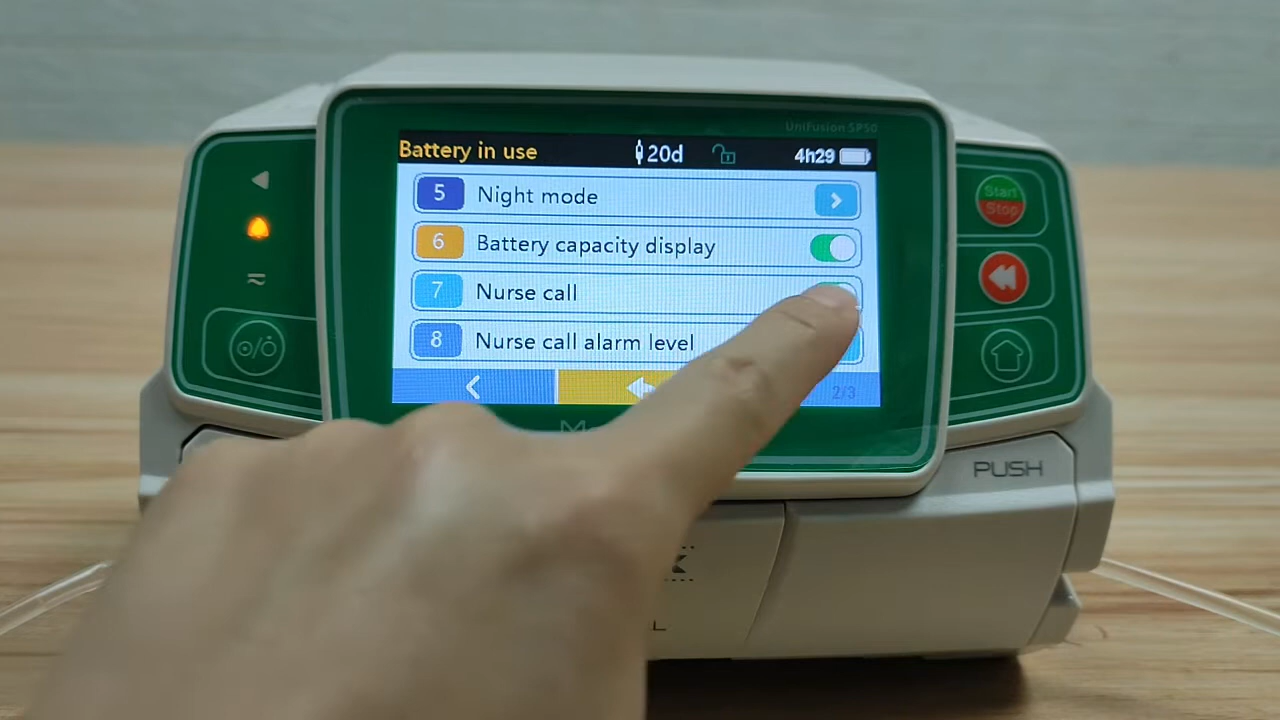 UniFusion SP50
Battery in use 20d 4h29
5 Night mode
6 Battery capacity display
7 Nurse call
8 Nurse call alarm level
2/3
Start
Stop
PUSH